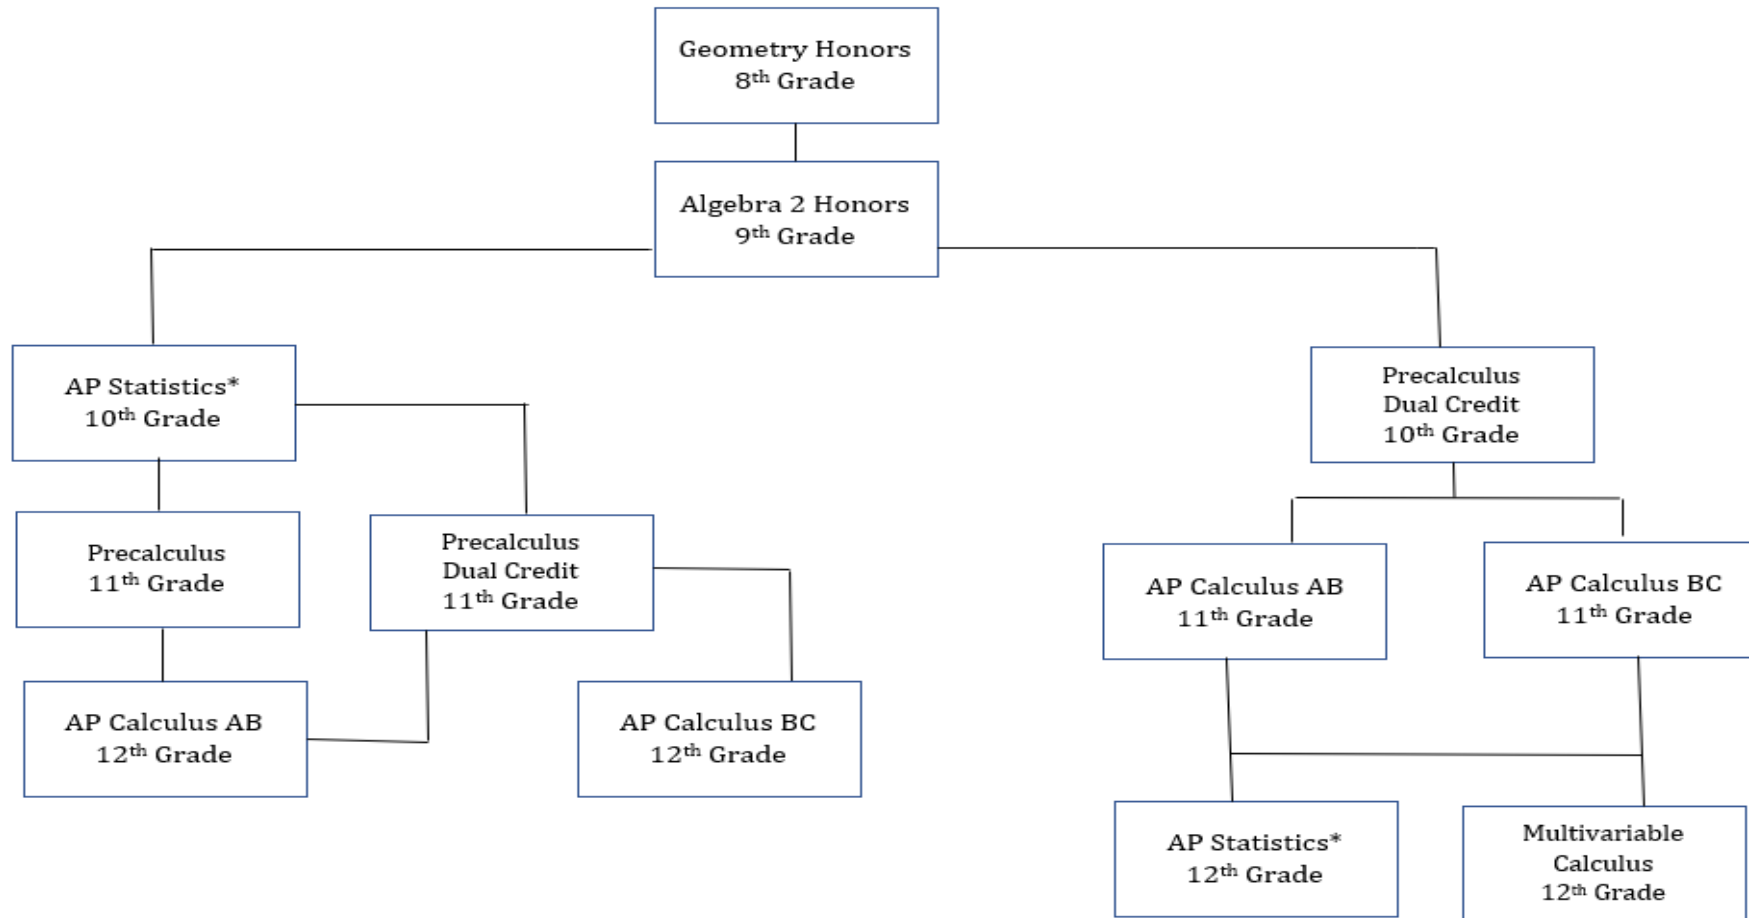 Geometry Honors
8th Grade
Algebra 2 Honors
9th Grade
AP Statistics*
10th Grade
Precalculus
Dual Credit
10th Grade
Precalculus
11th Grade
Precalculus
Dual Credit
11th Grade
AP Calculus AB
11th Grade
AP Calculus BC
11th Grade
AP Calculus AB
12th Grade
AP Calculus BC
12th Grade
AP Statistics*
12th Grade
Multivariable
Calculus
12th Grade